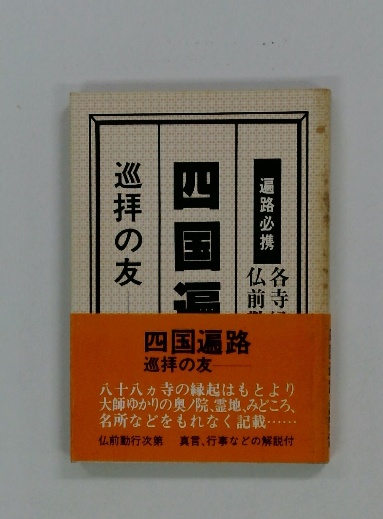 遍路必携
各寺
仏前
四国遍
巡拝の友
四国遍路
巡拝の友
八十八ヵ寺の縁起はもとより
大師ゆかりの奥ノ院、霊地、みどころ、
名所などをもれなく記載……
仏前勤行次第　真言、行事などの解説付